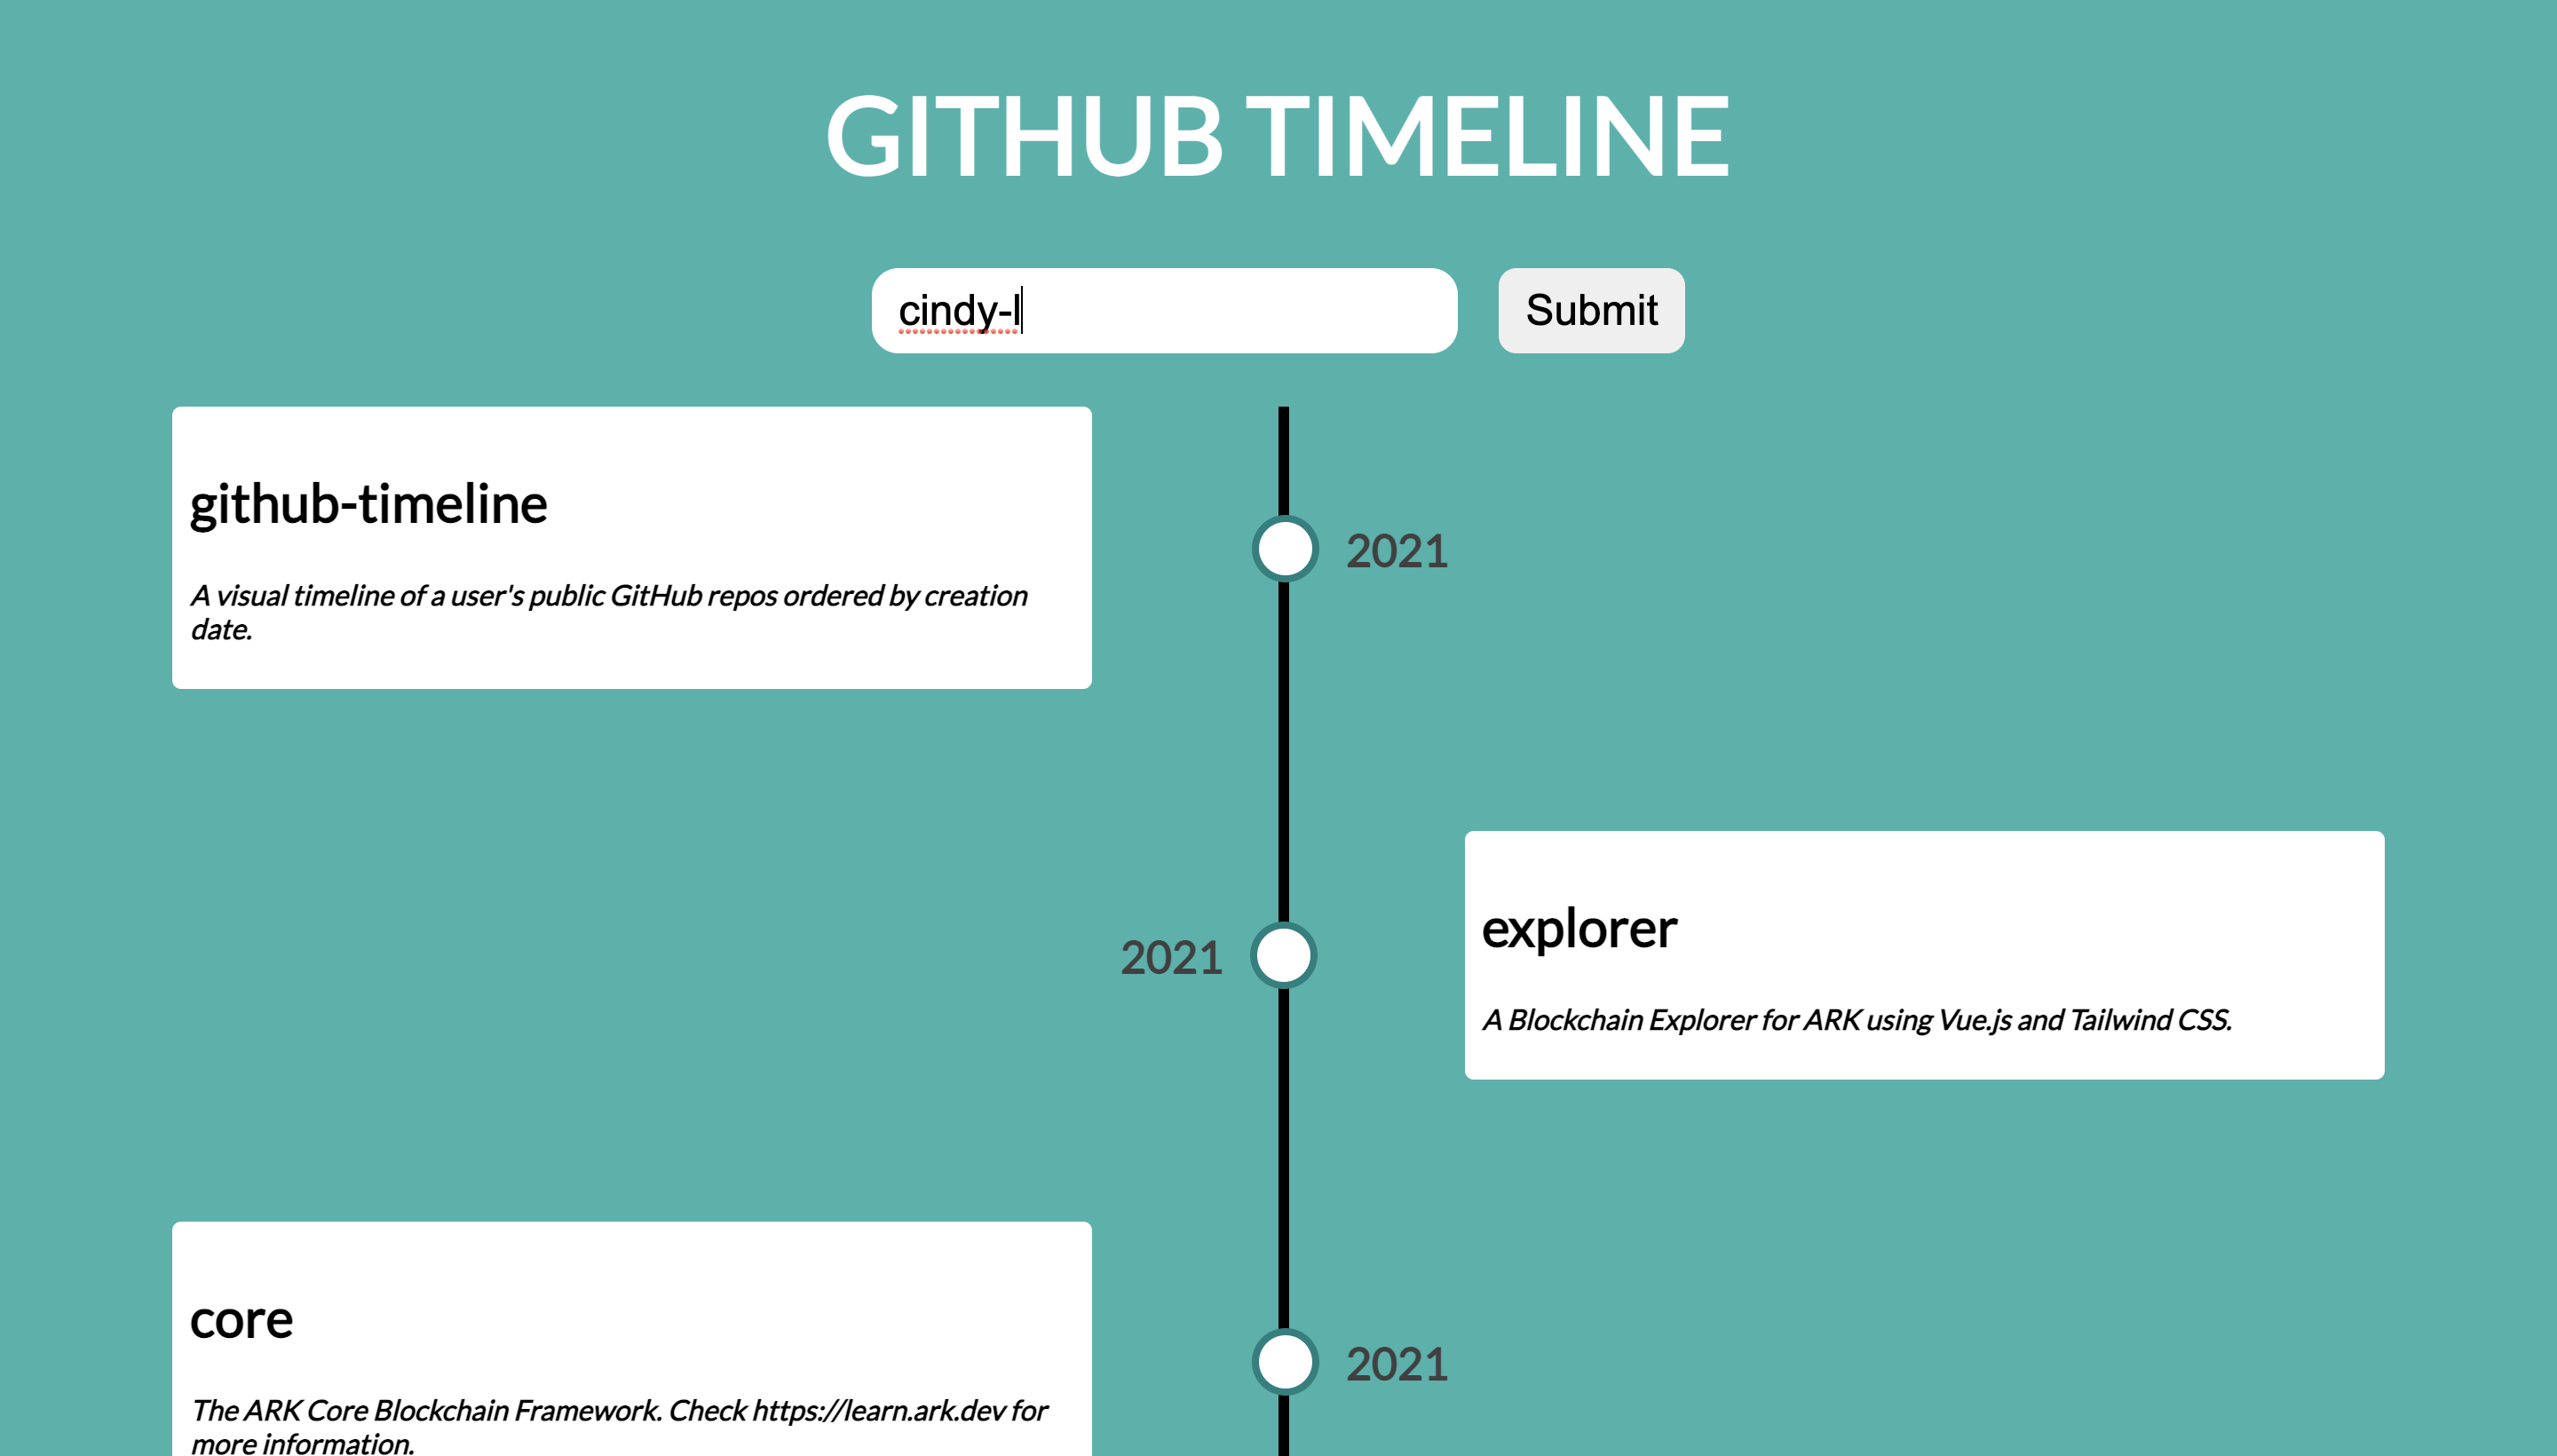 GITHUB TIMELINE
cindy-l
Submit
github-timeline
A visual timeline of a user's public GitHub repos ordered by creation
date.
2021
2021
explorer
A Blockchain Explorer for ARK using Vue.js and Tailwind CSS.
core
The ARK Core Blockchain Framework. Check https://learn.ark.dev for
more information.
2021